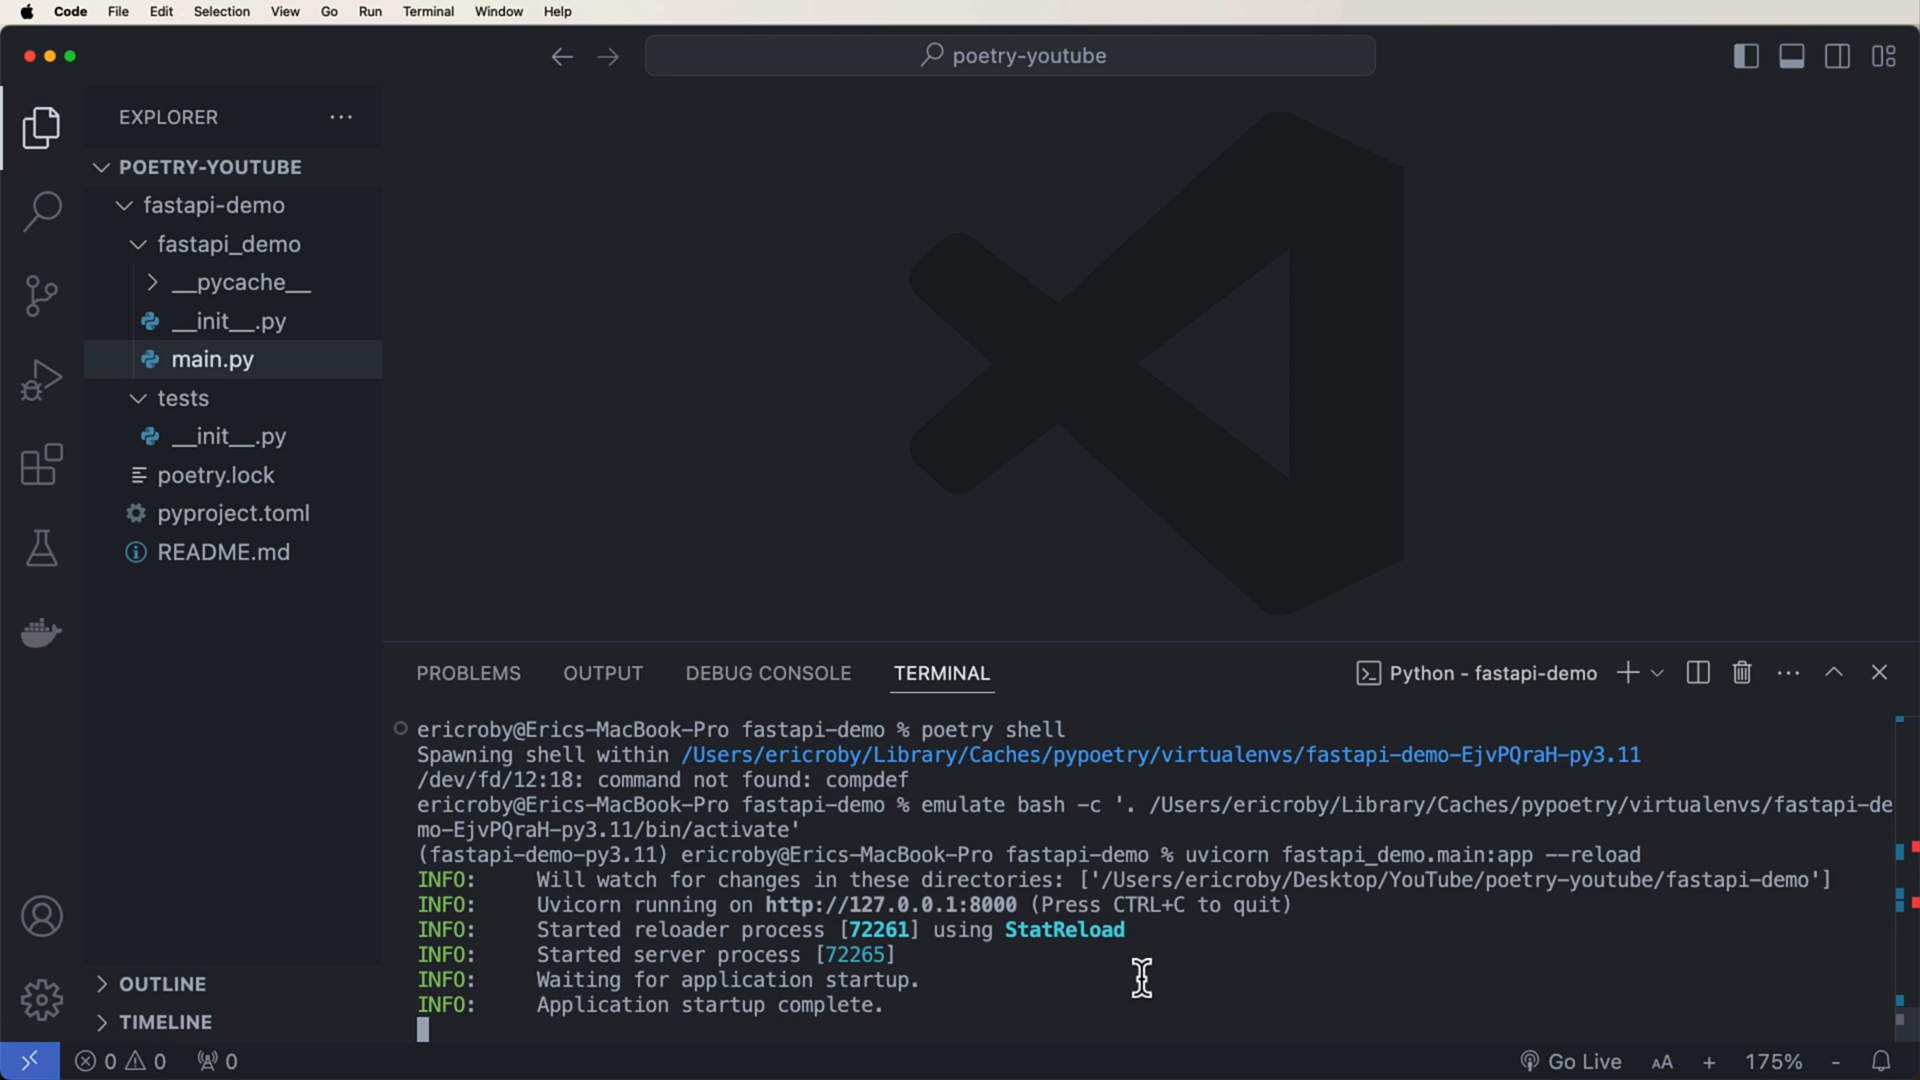 Code File Edit Selection View Go Run Terminal Window Help
poetry-youtube
EXPLORER
POETRY-YOUTUBE
fastapi-demo
fastapi_demo
__pycache__
__init__.py
main.py
tests
__init__.py
poetry.lock
pyproject.toml
README.md
OUTLINE
TIMELINE
PROBLEMS OUTPUT DEBUG CONSOLE TERMINAL Python - fastapi-demo
ericroby@Erics-MacBook-Pro fastapi-demo % poetry shell
Spawning shell within /Users/ericroby/Library/Caches/pypoetry/virtualenvs/fastapi-demo-EjvPQraH-py3.11
/dev/fd/12:18: command not found: compdef
ericroby@Erics-MacBook-Pro fastapi-demo % emulate bash -c '. /Users/ericroby/Library/Caches/pypoetry/virtualenvs/fastapi-de
mo-EjvPQraH-py3.11/bin/activate'
(fastapi-demo-py3.11) ericroby@Erics-MacBook-Pro fastapi-demo % uvicorn fastapi_demo.main:app --reload
INFO: Will watch for changes in these directories: ['/Users/ericroby/Desktop/YouTube/poetry-youtube/fastapi-demo']
INFO: Uvicorn running on http://127.0.0.1:8000 (Press CTRL+C to quit)
INFO: Started reloader process [72261] using StatReload
INFO: Started server process [72265]
INFO: Waiting for application startup.
INFO: Application startup complete.
0 0 0 Go Live AA + 175% -